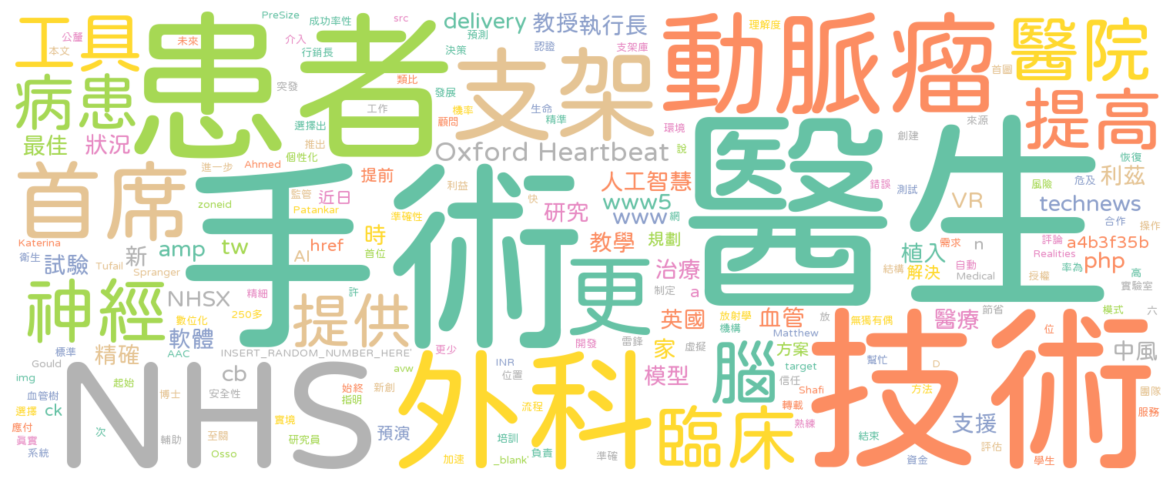 工具
患者
動脈瘤
醫院
支架
病患
提高
首席
手術
醫生
更
神經
提供
NHS
外科
腦
技術
臨床
delivery
教授
執行長
PreSize
成功率性
src
公釐
本文
未來
介入
行銷長
預測
決策
認證
支架庫
理解度
首圈
突發
類比
發展
工作
機率
生命
選擇出
顧問
精準
環境
最佳
狀況
推出
個性化
Oxford Heartbeat
說
來源
創建
恢復
進一步
Ahmed
提前
利益
快
人工智慧
錯誤
測試
風險
危及
利茲
zoneid
監管
近日
Patankar
準確性
研究
www5
www
網
VR
technews
合作
操作
Katerina
新
amp
tw
href
時
首位
教學
規劃
植入
需求
n
評論
a4b3f35b
衛生
試驗
Tufail
Spranger
AI
治療
結構
解決
自動
Realities
php
精細
許
制定
a
Medical
授權
率為
高
實驗室
NHSX
數位化
250多
英國
放射學
機構
血管
無獨有偶
醫療
節省
模式
六
標準
軟體
開發
放
Matthew
位
中風
Gould
精確
AAC
INSERT_RANDOM_NUMBER_HERE'
更少
INR
雷鋒
家
虛擬
方案
幫忙
D
img
起始
cb
avw
位置
模型
target
信任
Shafi
方法
團隊
血管樹
博士
安全性
始終
新創
指明
選擇
ck
流程
轉載
熟練
支援
服務
應付
次
至關
實境
預演
培訓
真實
輔助
研究員
_blank'
負責
結束
評估
系統
Osso
加速
準確
資金
學生